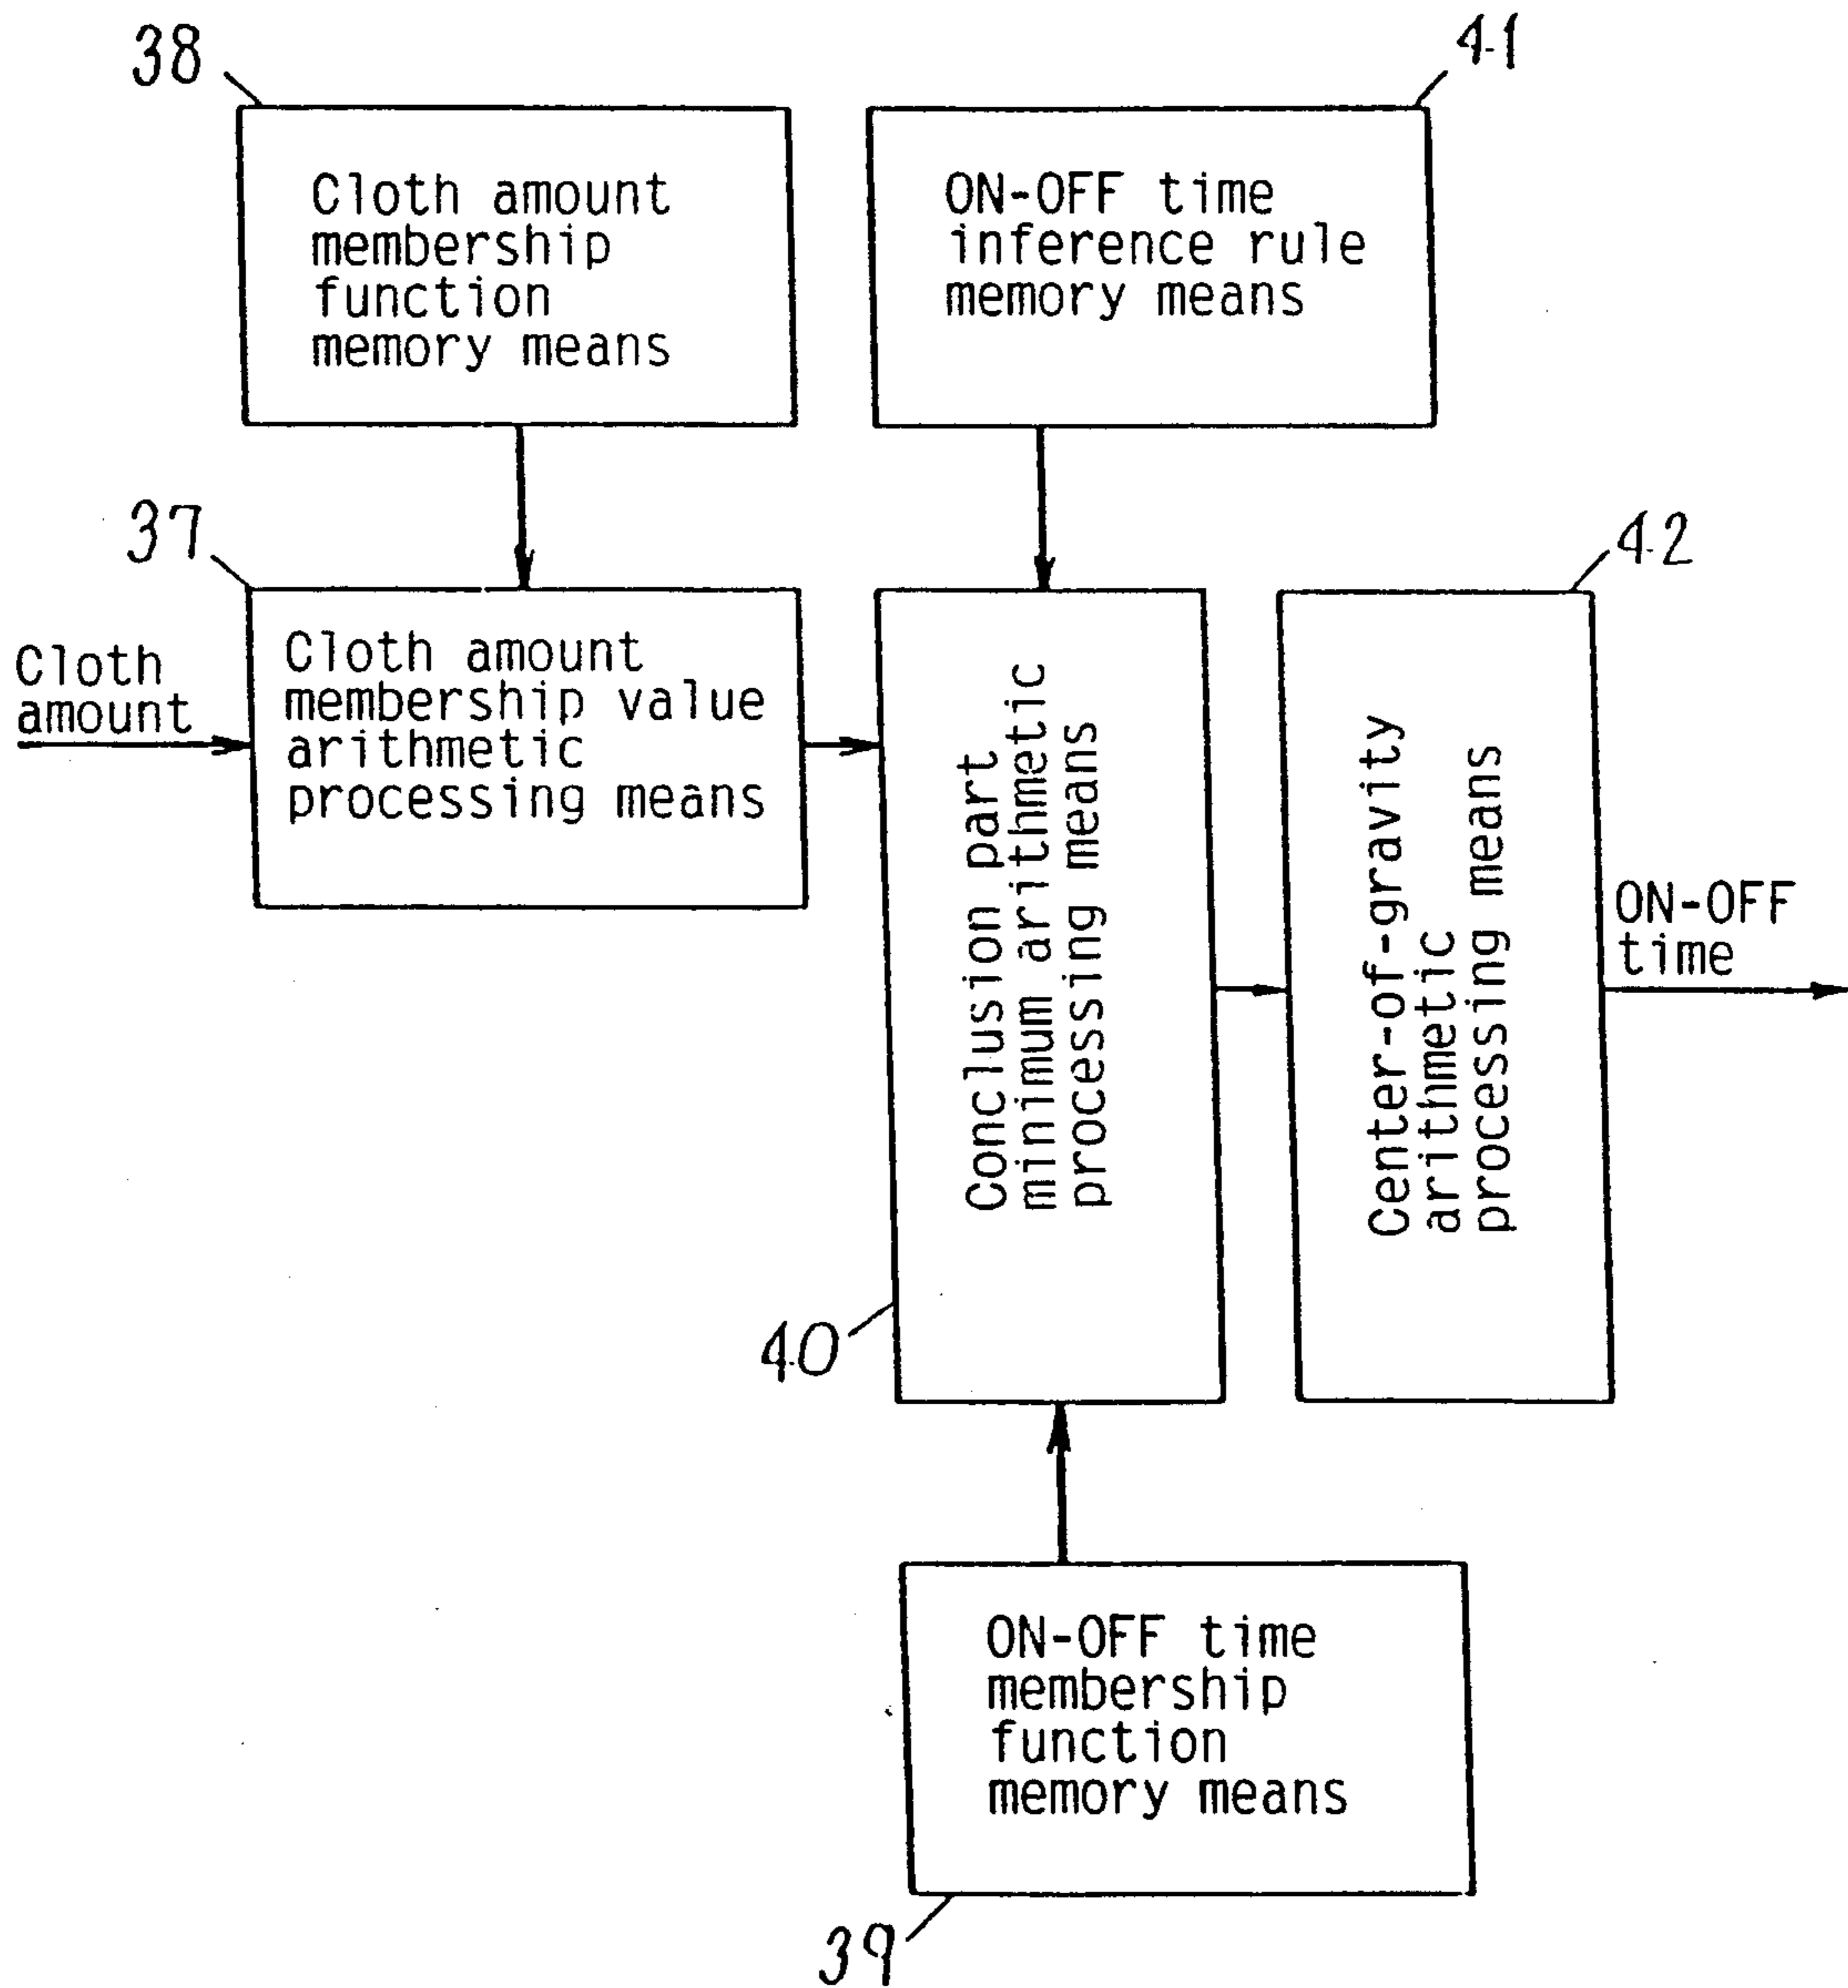 38
41
Cloth amount
membership
function
memory means
ON-OFF time
inference rule
memory means
37
42
Cloth
amount
Cloth amount
membership value
arithmetic
processing means
Conclusion part
minimum arithmetic
processing means
Center-of-gravity
arithmetic
processing means
ON-OFF
time
40
ON-OFF time
membership
function
memory means
39